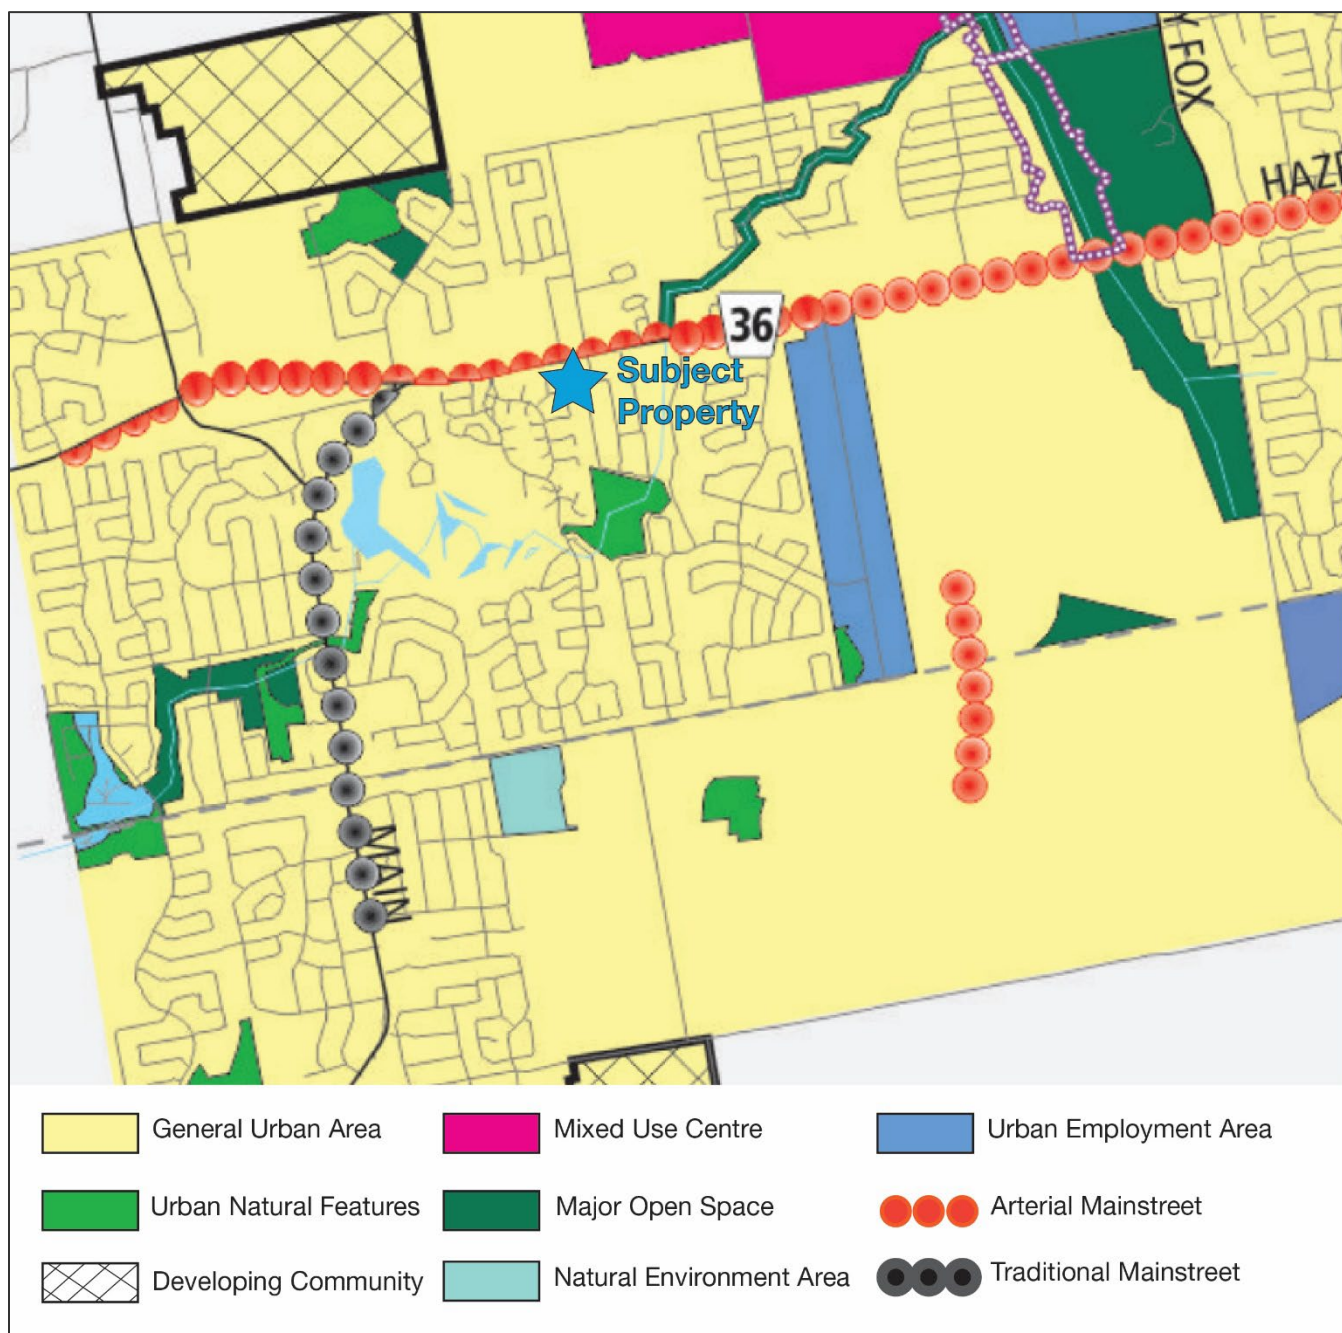 Y FOX
HAZE
36
Subject
Property
MAIN
General Urban Area
Mixed Use Centre
Urban Employment Area
Urban Natural Features
Major Open Space
Arterial Mainstreet
Developing Community
Natural Environment Area
Traditional Mainstreet